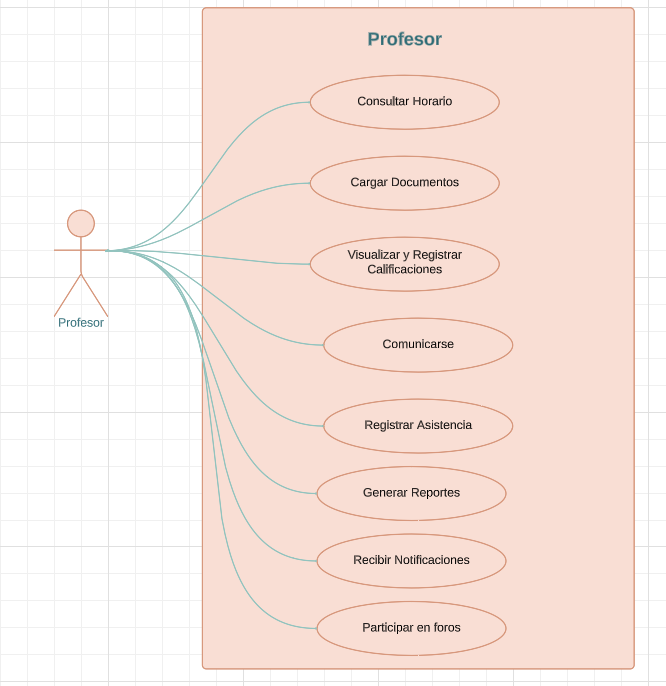 Profesor
Consultar Horario
Cargar Documentos
Visualizar y Registrar
Calificaciones
Profesor
Comunicarse
Registrar Asistencia
Generar Reportes
Recibir Notificaciones
Participar en foros